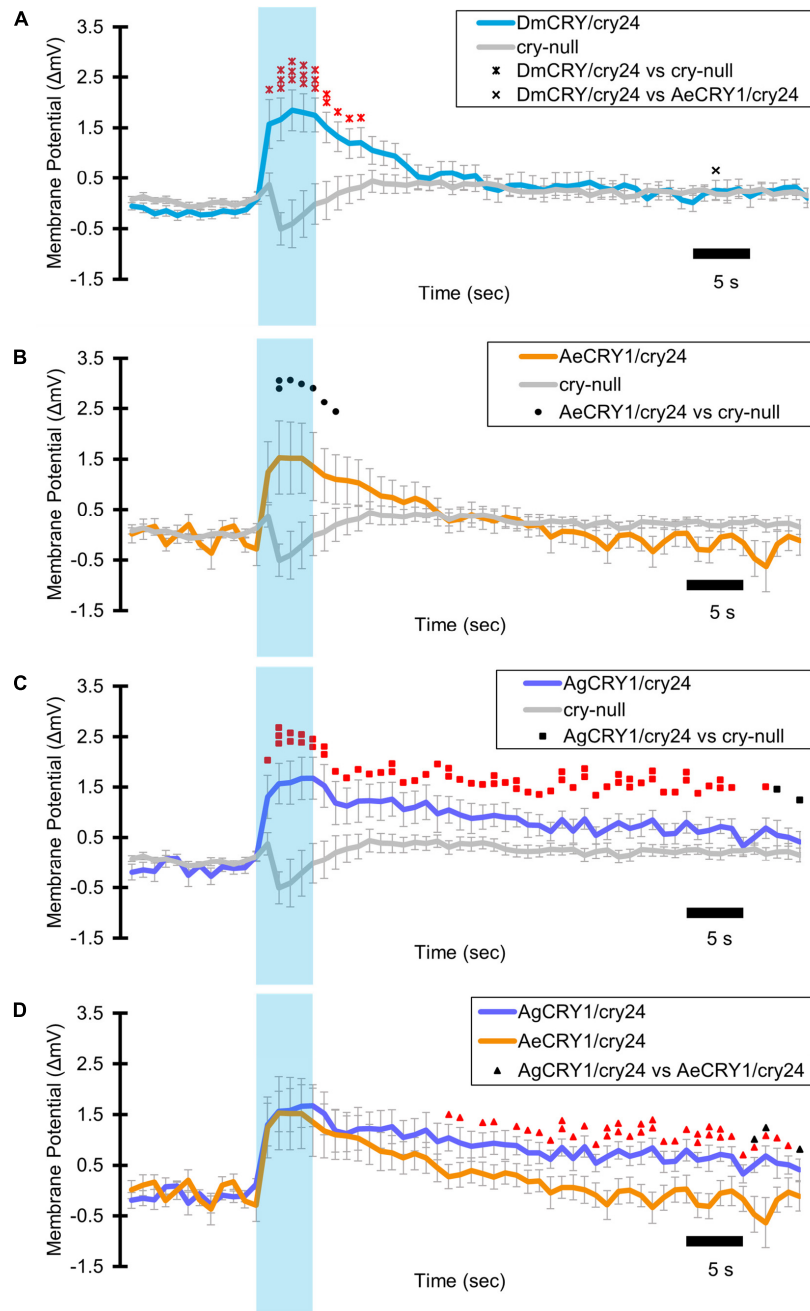 A
Membrane Potential (ΔmV)
3.5
2.5
1.5
0.5
-0.5
-1.5
DmCRY/cry24
cry-null
DmCRY/cry24 vs cry-null
DmCRY/cry24 vs AeCRY1/cry24
5 s
Time (sec)
B
Membrane Potential (ΔmV)
3.5
2.5
1.5
0.5
-0.5
-1.5
AeCRY1/cry24
cry-null
AeCRY1/cry24 vs cry-null
5 s
Time (sec)
C
Membrane Potential (ΔmV)
3.5
2.5
1.5
0.5
-0.5
-1.5
AgCRY1/cry24
cry-null
AgCRY1/cry24 vs cry-null
5 s
Time (sec)
D
Membrane Potential (ΔmV)
3.5
2.5
1.5
0.5
-0.5
-1.5
AgCRY1/cry24
AeCRY1/cry24
AgCRY1/cry24 vs AeCRY1/cry24
5 s
Time (sec)